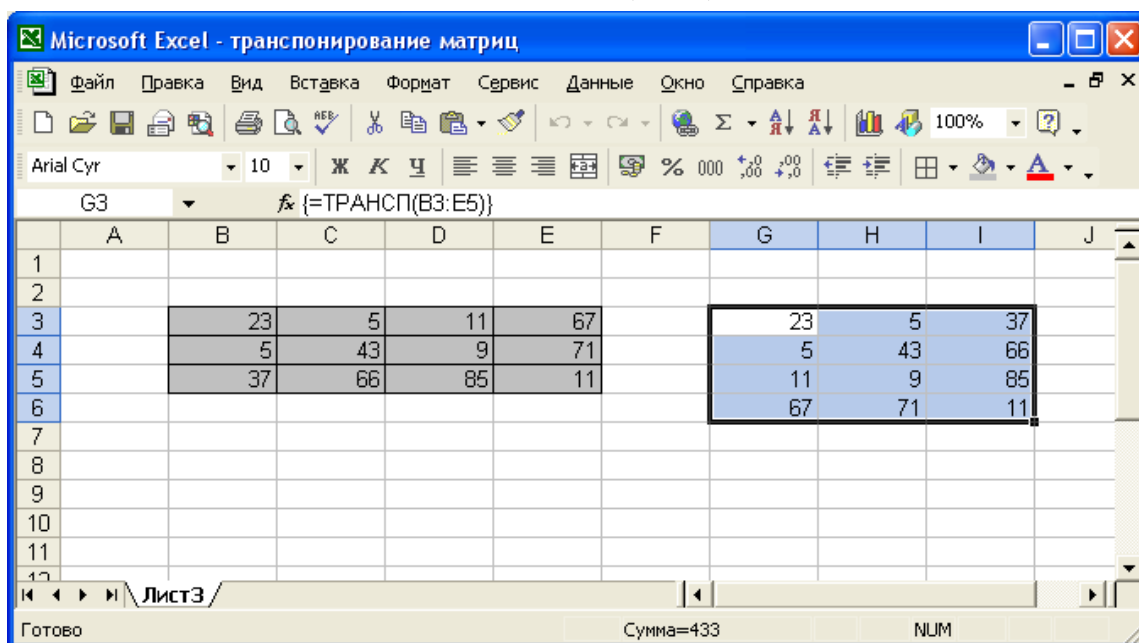 Microsoft Excel - транспонирование матриц
Файл Правка Вид Вставка Формат Сервис Данные Окно Справка
100%
Arial Cyr 10 Ж К Ч % 000
G3 fx {=ТРАНСП(B3:E5)}
A B C D E F G H I J
1
2
3 23 5 11 67 23 5 37
4 5 43 9 71 5 43 66
5 37 66 85 11 11 9 85
6 67 71 11
7
8
9
10
11
12
Лист3
Готово Сумма=433 NUM